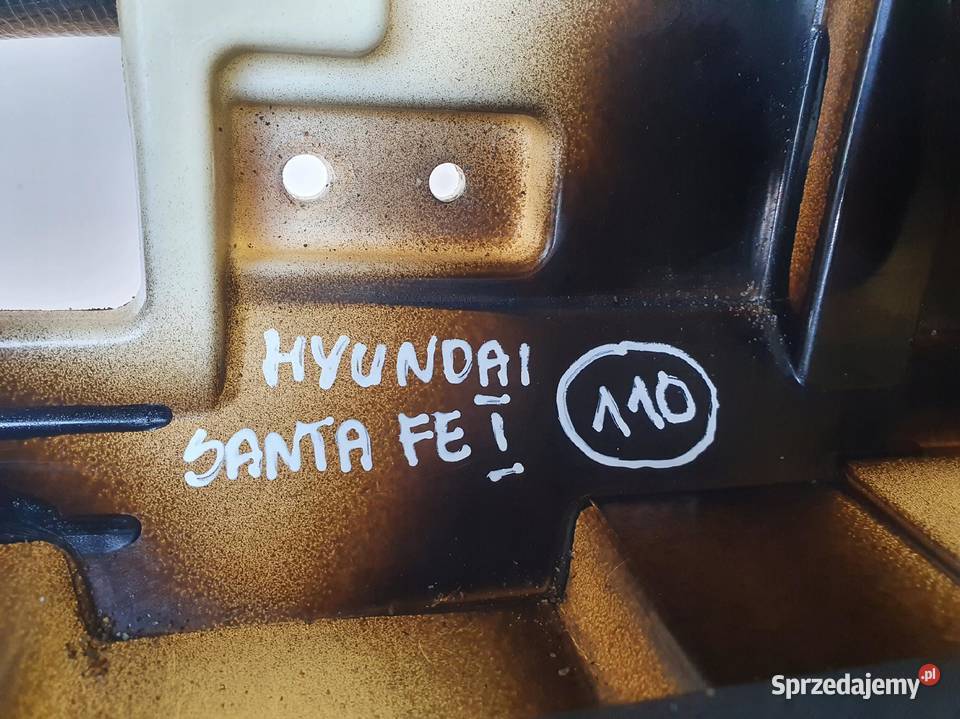 HYUNDAI
SANTA FE I
110
Sprzedajemy.pl